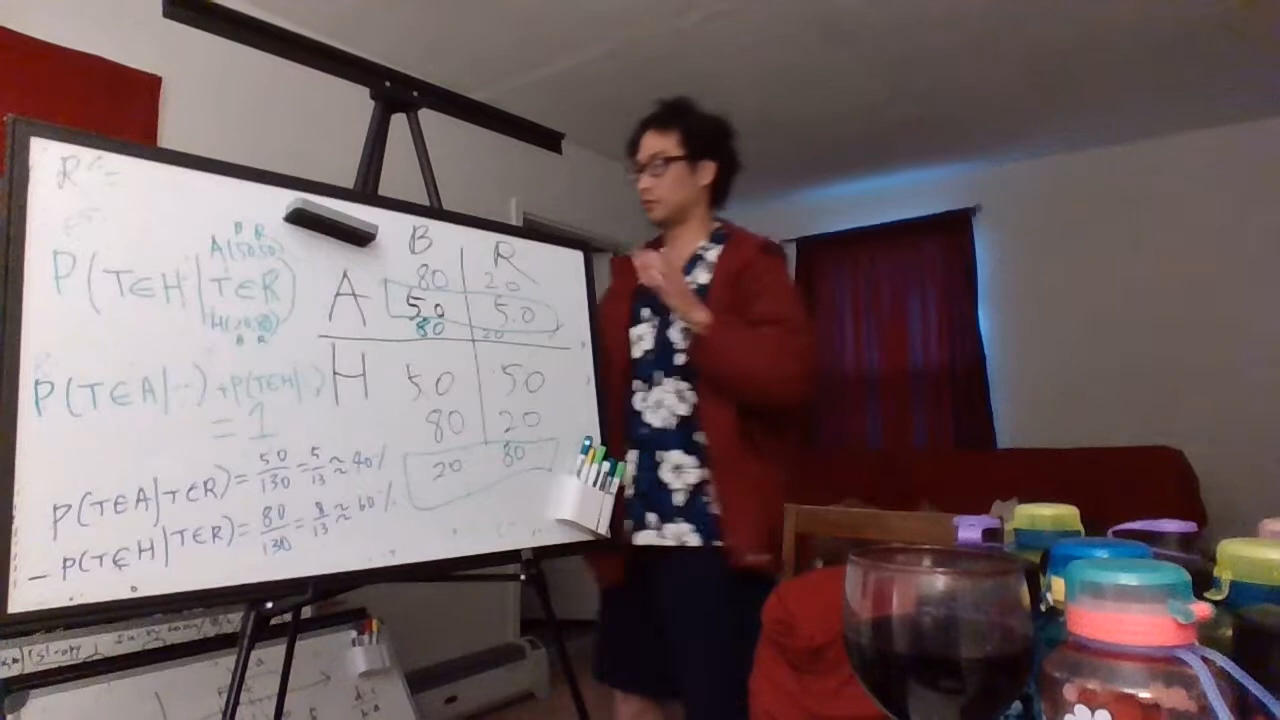 R
B R
A(50,50)
P(T∈H|T∈R)
H(20,80)
B R
P(T∈A|··)+P(T∈H|·)
= 1
P(T∈A|T∈R)=50/130=5/13≈40%
P(T∈H|T∈R)=80/130=8/13≈60%
B R
80 20
A 50 50
80 20
H 50 50
80 20
20 80